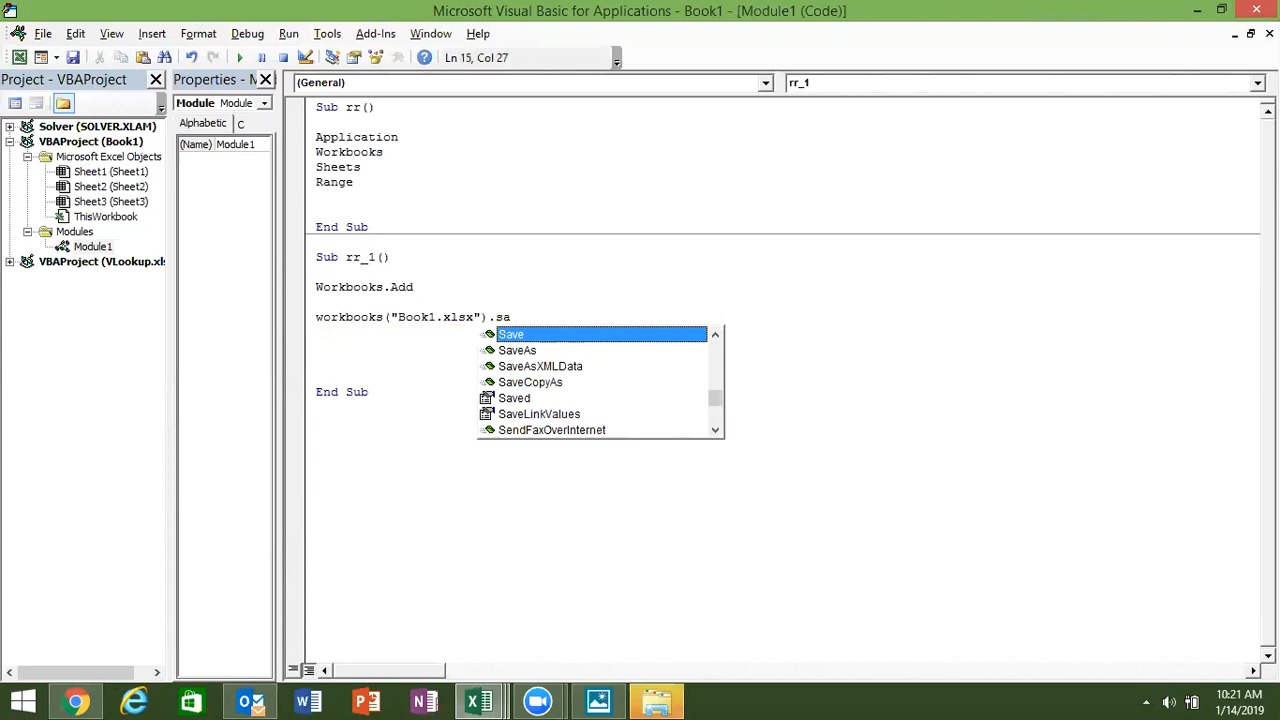 Microsoft Visual Basic for Applications - Book1 - [Module1 (Code)]
File Edit View Insert Format Debug Run Tools Add-Ins Window Help
Ln 15, Col 27
Project - VBAProject
Properties - M
(General)
rr_1
Module Module
Alphabetic C
(Name) Module1
Solver (SOLVER.XLAM)
VBAProject (Book1)
Microsoft Excel Objects
Sheet1 (Sheet1)
Sheet2 (Sheet2)
Sheet3 (Sheet3)
ThisWorkbook
Modules
Module1
VBAProject (VLookup.xls
Sub rr()
Application
Workbooks
Sheets
Range
End Sub
Sub rr_1()
Workbooks.Add
workbooks("Book1.xlsx").sa
Save
SaveAs
SaveAsXMLData
SaveCopyAs
Saved
SaveLinkValues
SendFaxOverInternet
End Sub
10:21 AM
1/14/2019